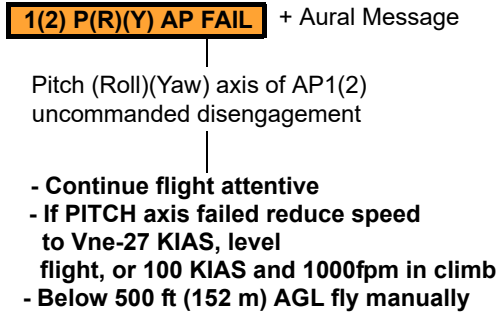 1(2) P(R)(Y) AP FAIL + Aural Message
Pitch (Roll)(Yaw) axis of AP1(2)
uncommanded disengagement
- Continue flight attentive
- If PITCH axis failed reduce speed
to Vne-27 KIAS, level
flight, or 100 KIAS and 1000fpm in climb
- Below 500 ft (152 m) AGL fly manually